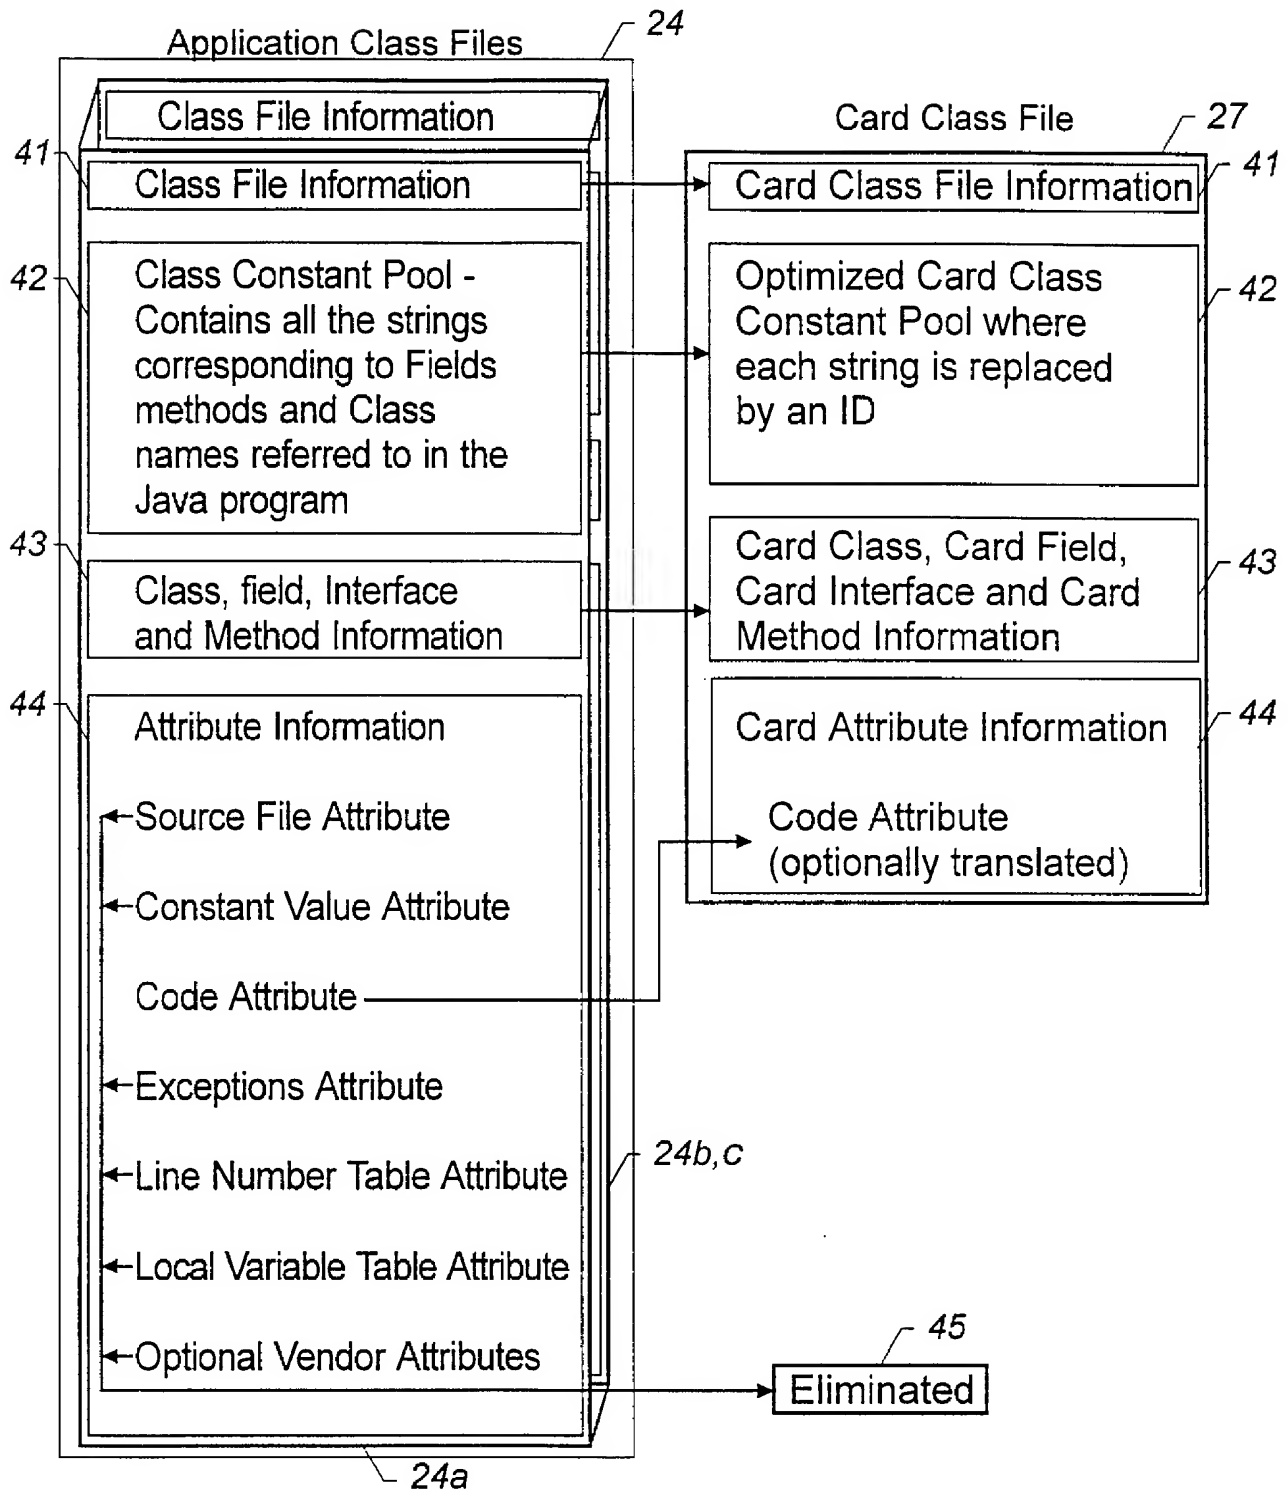 24
Application Class Files
Class File Information
41
Class File Information
42
Class Constant Pool -
Contains all the strings
corresponding to Fields
methods and Class
names referred to in the
Java program
43
Class, field, Interface
and Method Information
44
Attribute Information
Source File Attribute
Constant Value Attribute
Code Attribute
Exceptions Attribute
Line Number Table Attribute
Local Variable Table Attribute
Optional Vendor Attributes
24b,c
24a
Card Class File
27
Card Class File Information
41
Optimized Card Class
Constant Pool where
each string is replaced
by an ID
42
Card Class, Card Field,
Card Interface and Card
Method Information
43
Card Attribute Information
44
Code Attribute
(optionally translated)
45
Eliminated